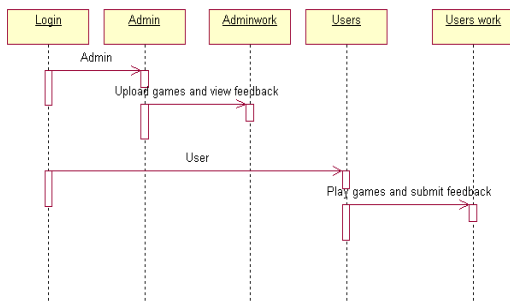 Login
Admin
Adminwork
Users
Users work
Admin
Upload games and view feedback
User
Play games and submit feedback